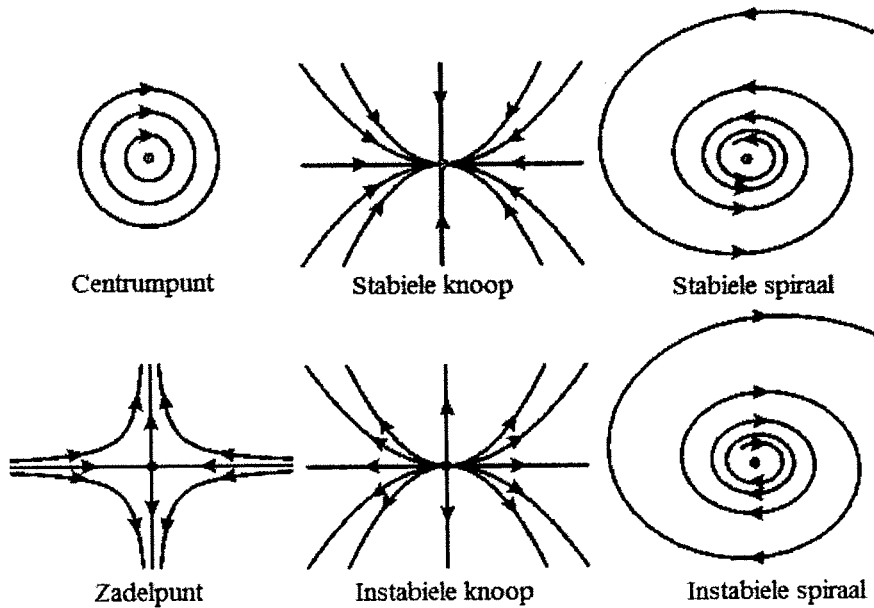 Centrumpunt
Stabiele knoop
Stabiele spiraal
Zadelpunt
Instabiele knoop
Instabiele spiraal